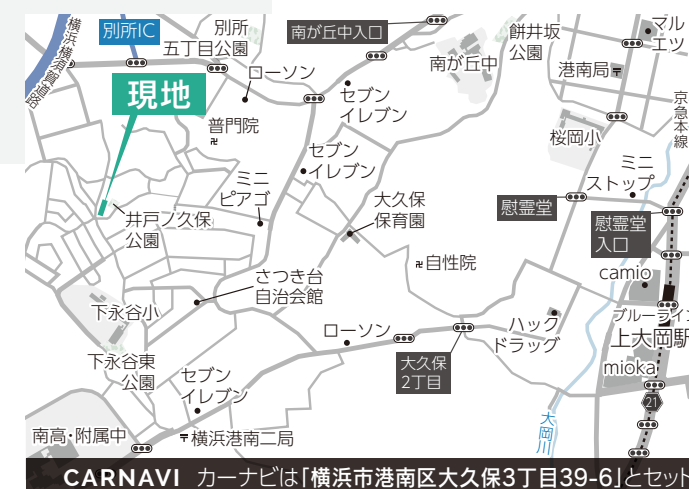 横浜横須賀道路
別所IC
別所
五丁目公園
南が丘中入口
南が丘中
餅井坂
公園
マル
エツ
港南局
ローソン
セブン
イレブン
現地
普門院
京急本線
桜岡小
セブン
イレブン
ミニ
ピアゴ
ミニ
ストップ
大久保
保育園
慰霊堂
慰霊堂
入口
井戸ノ久保
公園
自性院
camio
さつき台
自治会館
下永谷小
ブルーライン
上大岡駅
ローソン
ハック
ドラッグ
大久保
2丁目
下永谷東
公園
mioka
セブン
イレブン
21
大岡川
南高・附属中
横浜港南二局
CARNAVI カーナビは「横浜市港南区大久保3丁目39-6」とセット